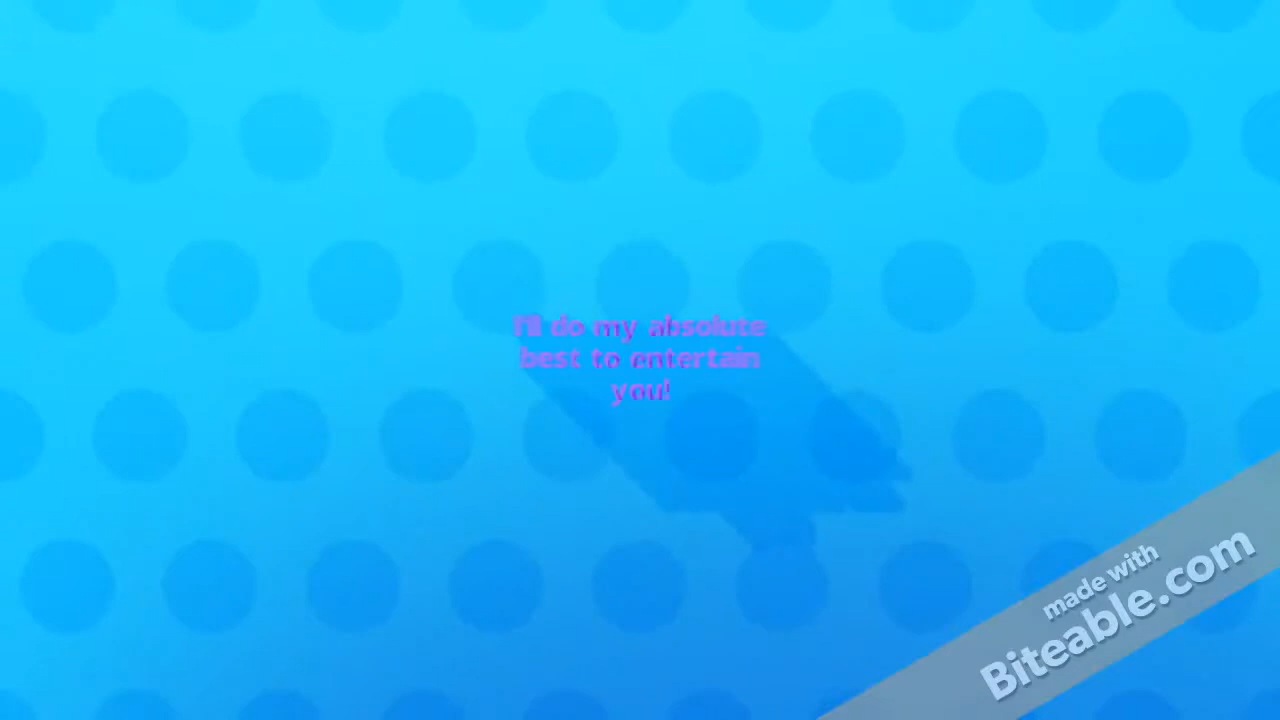 I'll do my absolute
best to entertain
you!
made with
Biteable.com